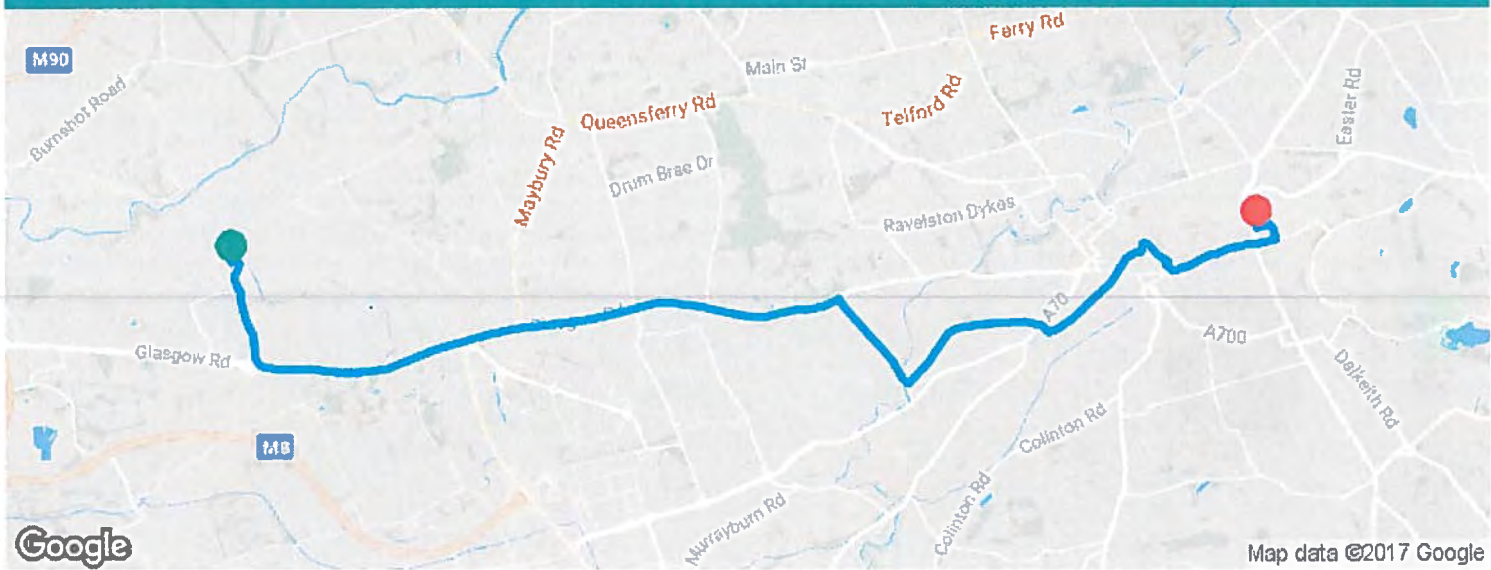 Ferry Rd
M90
Main St
Burnshot Road
Queensferry Rd
Telford Rd
Easter Rd
Maybury Rd
Drum Brae Dr
Ravelston Dykes
A70
Glasgow Rd
A700
Dalkeith Rd
M8
Colinton Rd
Colinton Rd
Murrayburn Rd
Google
Map data ©2017 Google